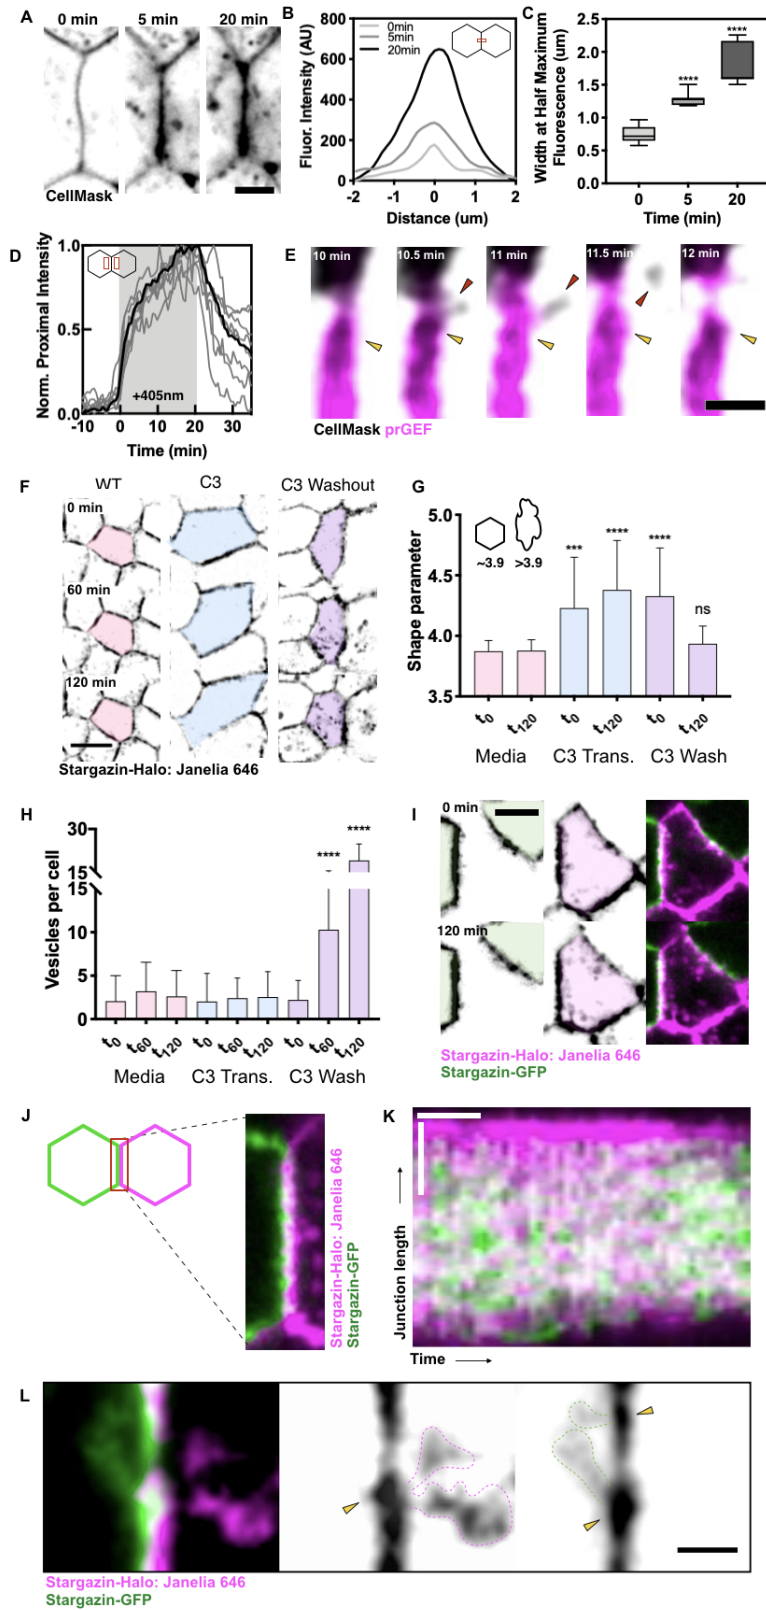 A
0 min
5 min
20 min
CellMask
B
Fluor. Intensity (AU)
800
600
400
200
0
0min
5min
20min
-2
-1
0
1
2
Distance (um)
C
Width at Half Maximum
Fluorescence (um)
2.5
2.0
1.5
1.0
0.5
0.0
****
****
0
5
20
Time (min)
D
Norm. Proximal Intensity
1.0
0.5
0.0
+405nm
-10
0
10
20
30
Time (min)
E
10 min
10.5 min
11 min
11.5 min
12 min
CellMask prGEF
F
WT
C3
C3 Washout
0 min
60 min
120 min
Stargazin-Halo: Janelia 646
G
Shape parameter
5.0
4.5
4.0
3.5
~3.9
>3.9
***
****
****
ns
t0
t120
t0
t120
t0
t120
Media
C3 Trans.
C3 Wash
H
Vesicles per cell
30
15
15
10
5
0
****
****
t0
t60
t120
t0
t60
t120
t0
t60
t120
Media
C3 Trans.
C3 Wash
I
0 min
120 min
Stargazin-Halo: Janelia 646
Stargazin-GFP
J
Stargazin-Halo: Janelia 646
Stargazin-GFP
K
Junction length
Time
L
Stargazin-Halo: Janelia 646
Stargazin-GFP